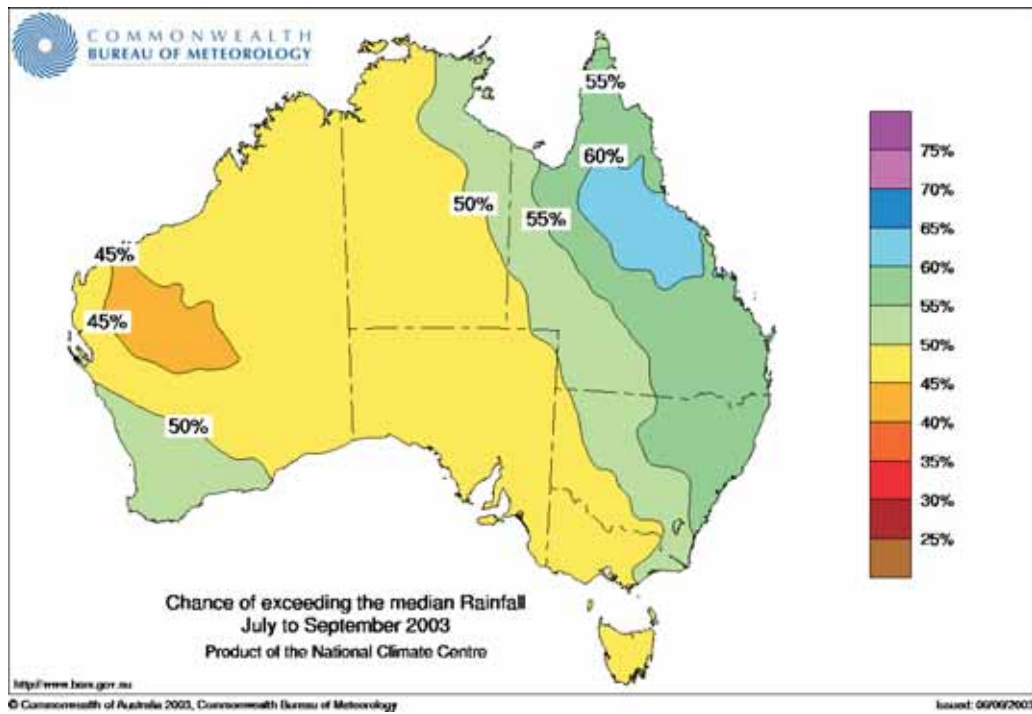 COMMONWEALTH
BUREAU OF METEOROLOGY
55%
60%
50%
55%
45%
45%
50%
75%
70%
65%
60%
55%
50%
45%
40%
35%
30%
25%
Chance of exceeding the median Rainfall
July to September 2003
Product of the National Climate Centre
http://www.bom.gov.au
© Commonwealth of Australia 2003, Commonwealth Bureau of Meteorology
Issued: